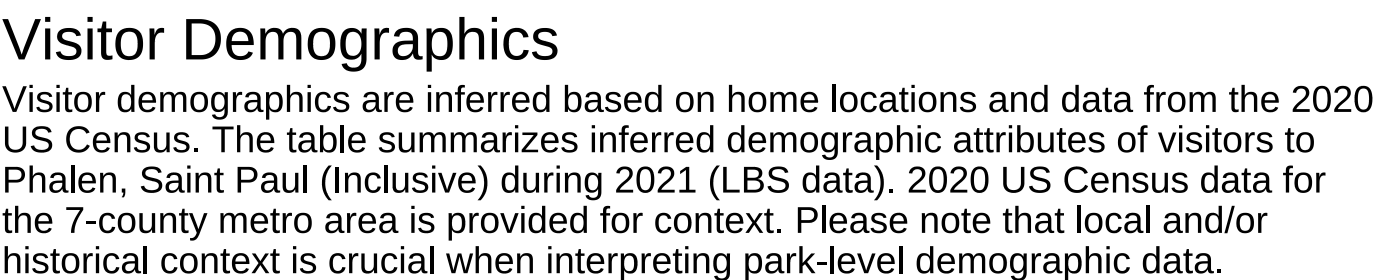 Visitor Demographics
Visitor demographics are inferred based on home locations and data from the 2020
US Census. The table summarizes inferred demographic attributes of visitors to
Phalen, Saint Paul (Inclusive) during 2021 (LBS data). 2020 US Census data for
the 7-county metro area is provided for context. Please note that local and/or
historical context is crucial when interpreting park-level demographic data.